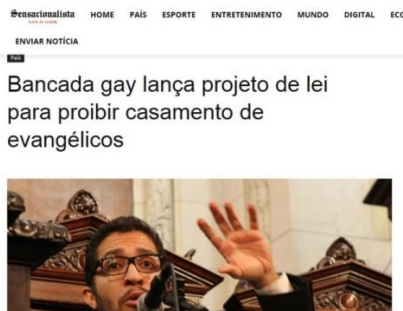 Sensacionalista HOME PAÍS ESPORTE ENTRETENIMENTO MUNDO DIGITAL ECO
ENVIAR NOTÍCIA
País
Bancada gay lança projeto de lei
para proibir casamento de
evangélicos